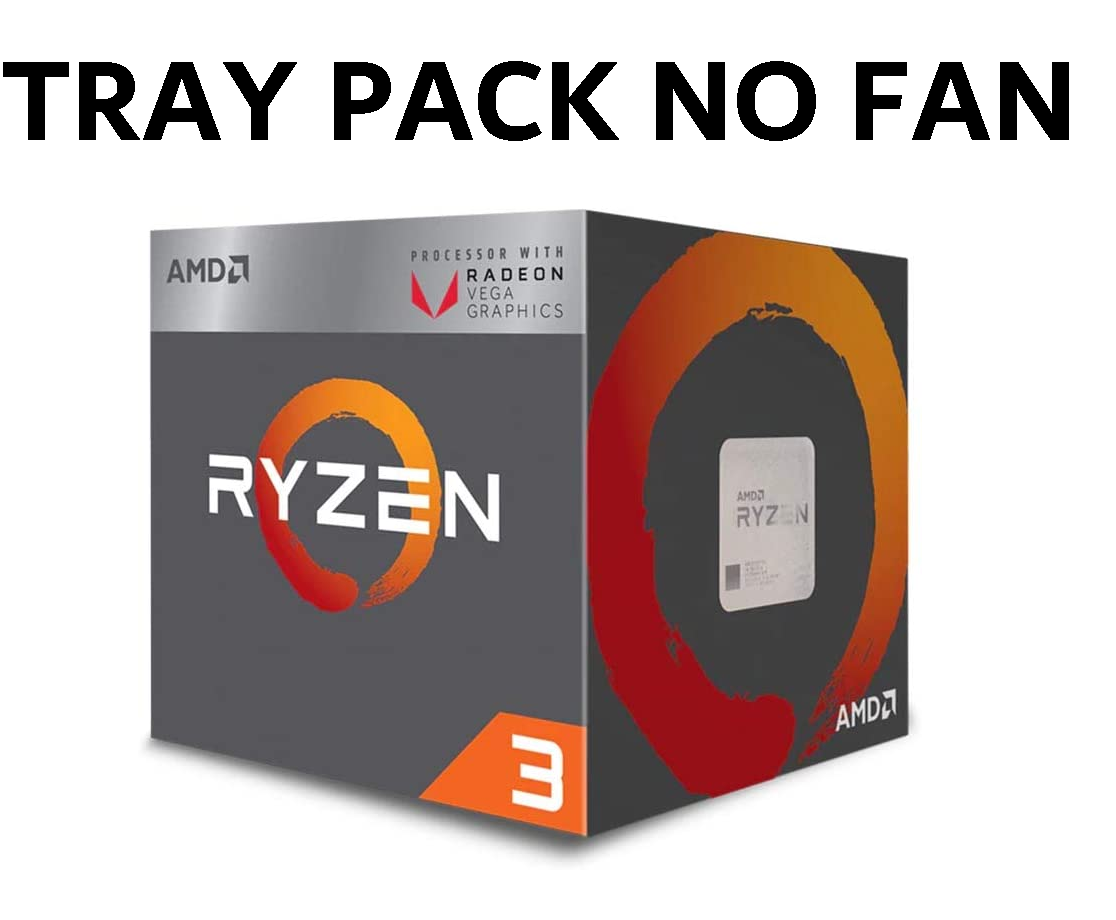 TRAY PACK NO FAN
AMD
PROCESSOR WITH
RADEON
VEGA
GRAPHICS
RYZEN
3
AMD
RYZEN
AMD